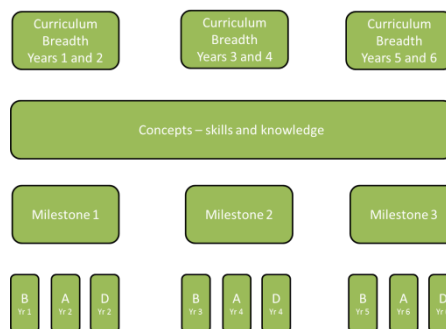 Curriculum
Breadth
Years 1 and 2
Curriculum
Breadth
Years 3 and 4
Curriculum
Breadth
Years 5 and 6
Concepts – skills and knowledge
Milestone 1
Milestone 2
Milestone 3
B
Yr 1
A
Yr 2
D
Yr 2
B
Yr 3
A
Yr 4
D
Yr 4
B
Yr 5
A
Yr 6
D